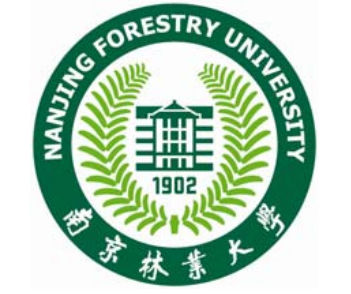 NANJING FORESTRY UNIVERSITY
1902
南京林業大學